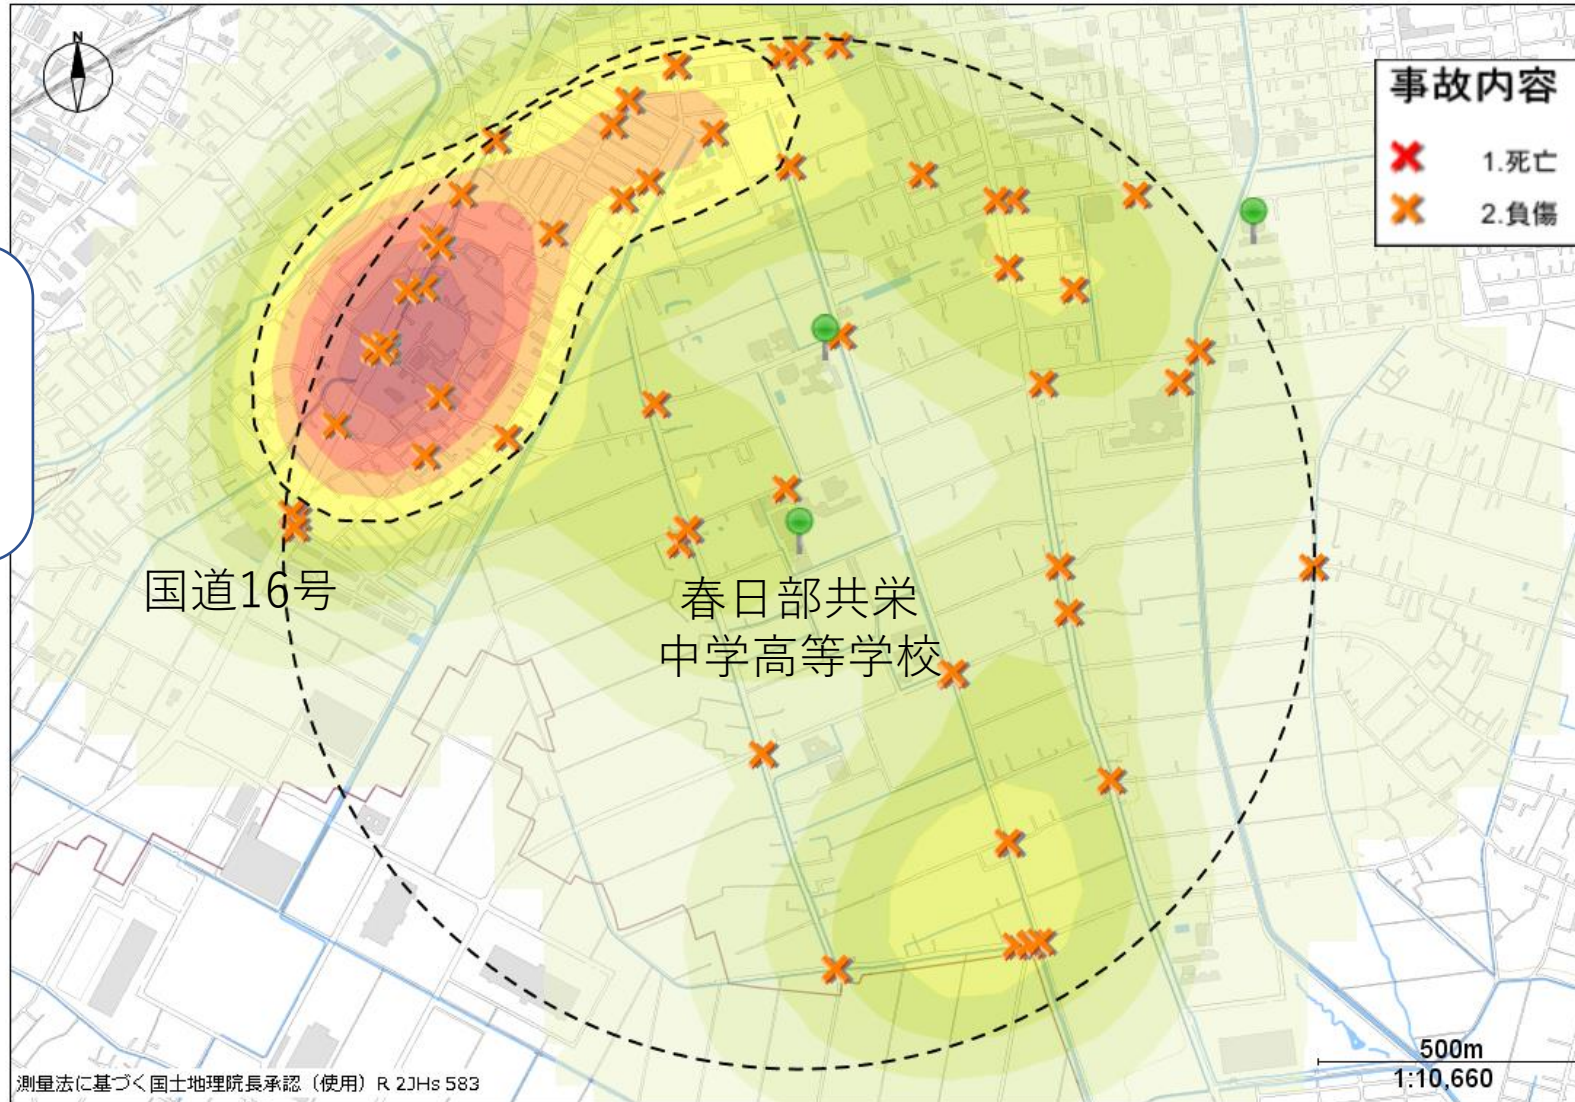 N
事故内容
1.死亡
2.負傷
国道16号
春日部共栄
中学高等学校
500m
1:10,660
測量法に基づく国土地理院長承認（使用）R 2JHs 583